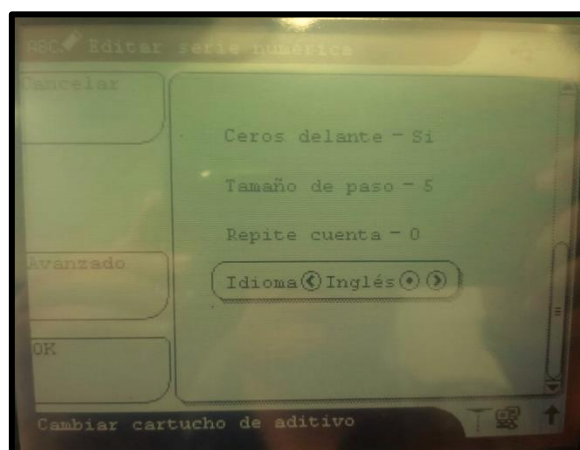 ABC Editar serie numérica
Cancelar
Ceros delante - Si
Tamaño de paso - 5
Repite cuenta - 0
Avanzado
Idioma Inglés
OK
Cambiar cartucho de aditivo